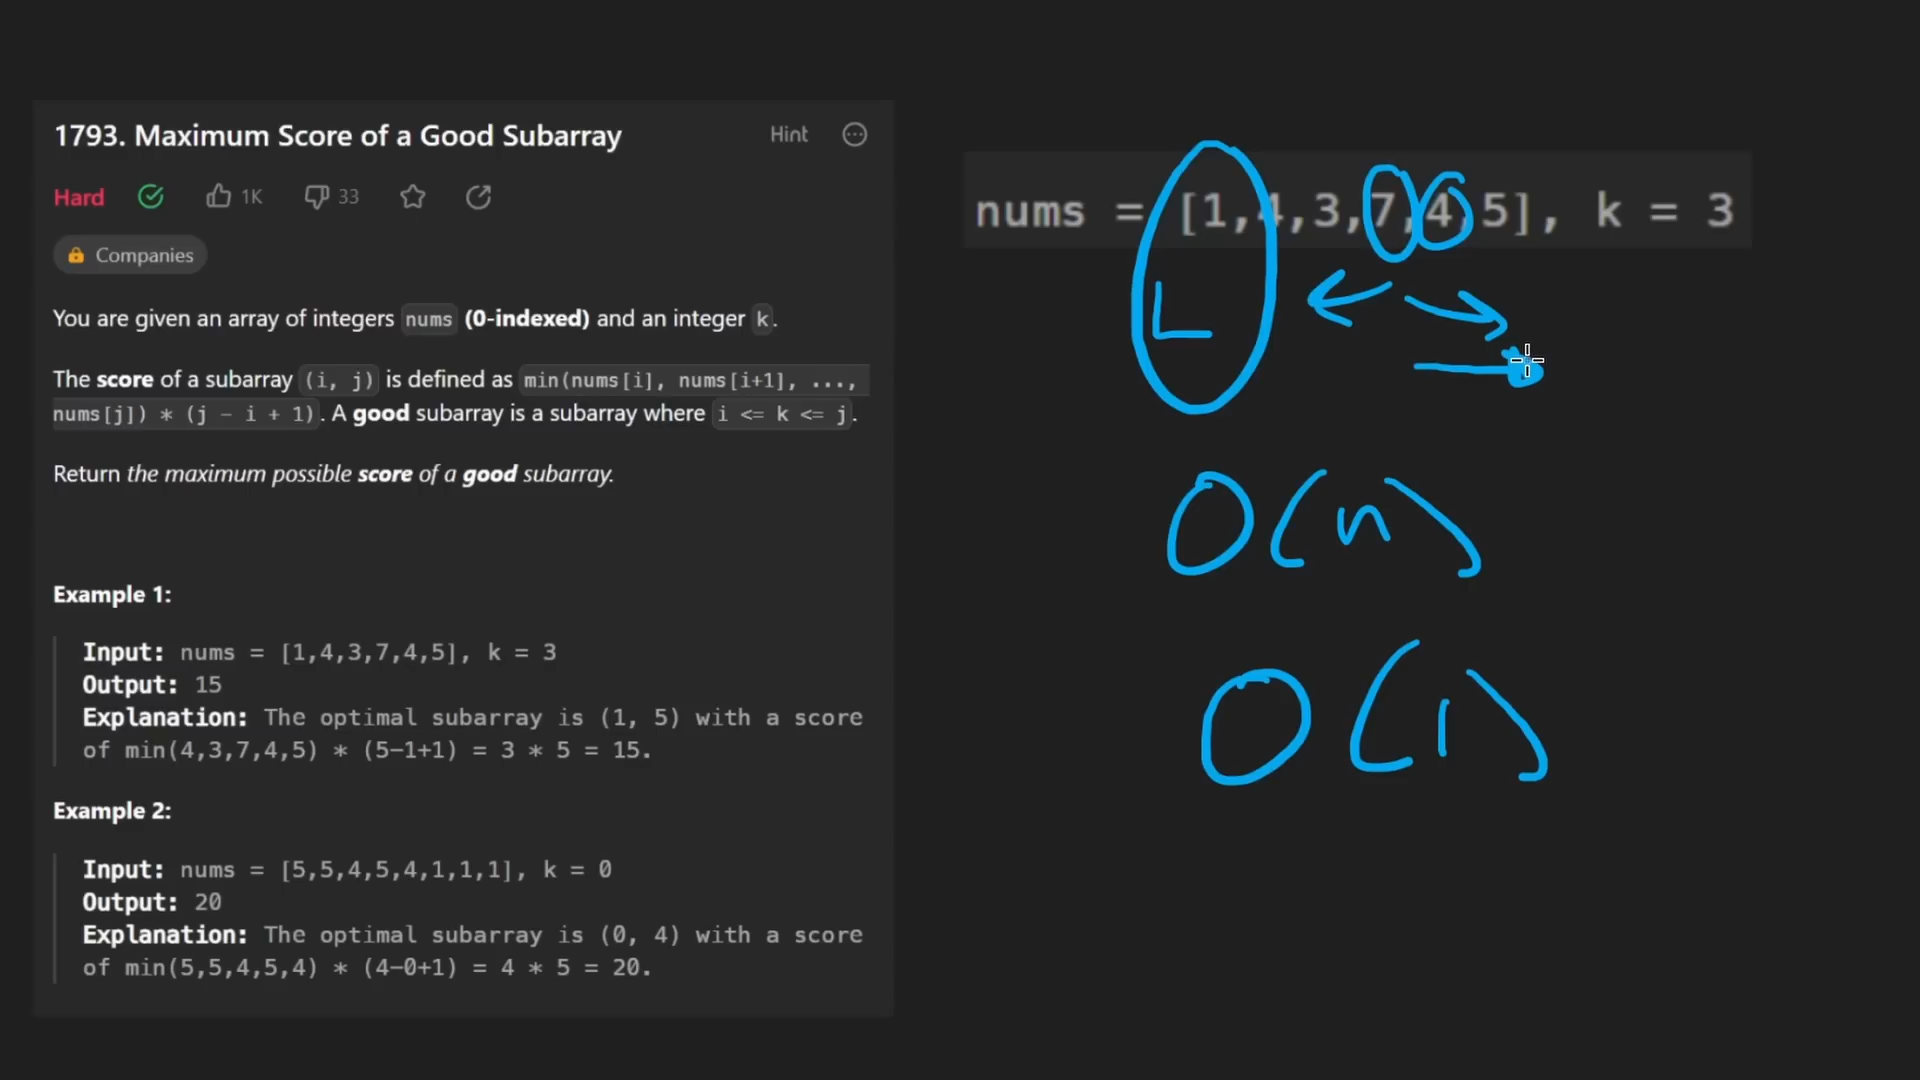 1793. Maximum Score of a Good Subarray
Hint
Hard
1K
33
Companies
You are given an array of integers nums (0-indexed) and an integer k.
The score of a subarray (i, j) is defined as min(nums[i], nums[i+1], ...,
nums[j]) * (j - i + 1). A good subarray is a subarray where i <= k <= j.
Return the maximum possible score of a good subarray.
Example 1:
Input: nums = [1,4,3,7,4,5], k = 3
Output: 15
Explanation: The optimal subarray is (1, 5) with a score
of min(4,3,7,4,5) * (5-1+1) = 3 * 5 = 15.
Example 2:
Input: nums = [5,5,4,5,4,1,1,1], k = 0
Output: 20
Explanation: The optimal subarray is (0, 4) with a score
of min(5,5,4,5,4) * (4-0+1) = 4 * 5 = 20.
nums = [1,4,3,7,4,5], k = 3
L
O(n)
O(1)